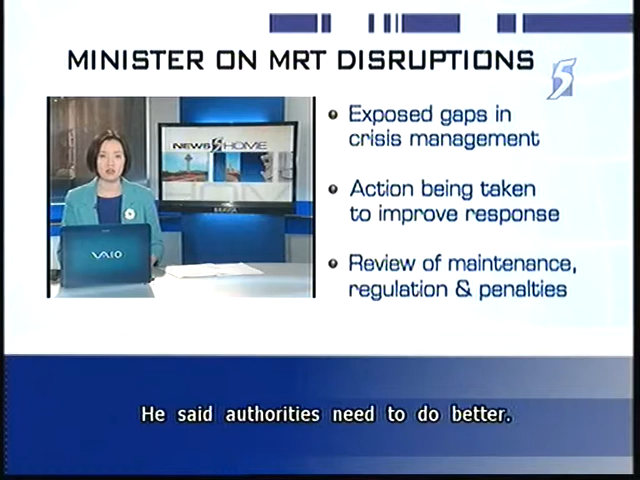 MINISTER ON MRT DISRUPTIONS
5
Exposed gaps in
crisis management
NEWS 5 HOME
Action being taken
to improve response
VAIO
Review of maintenance,
regulation & penalties
He said authorities need to do better.